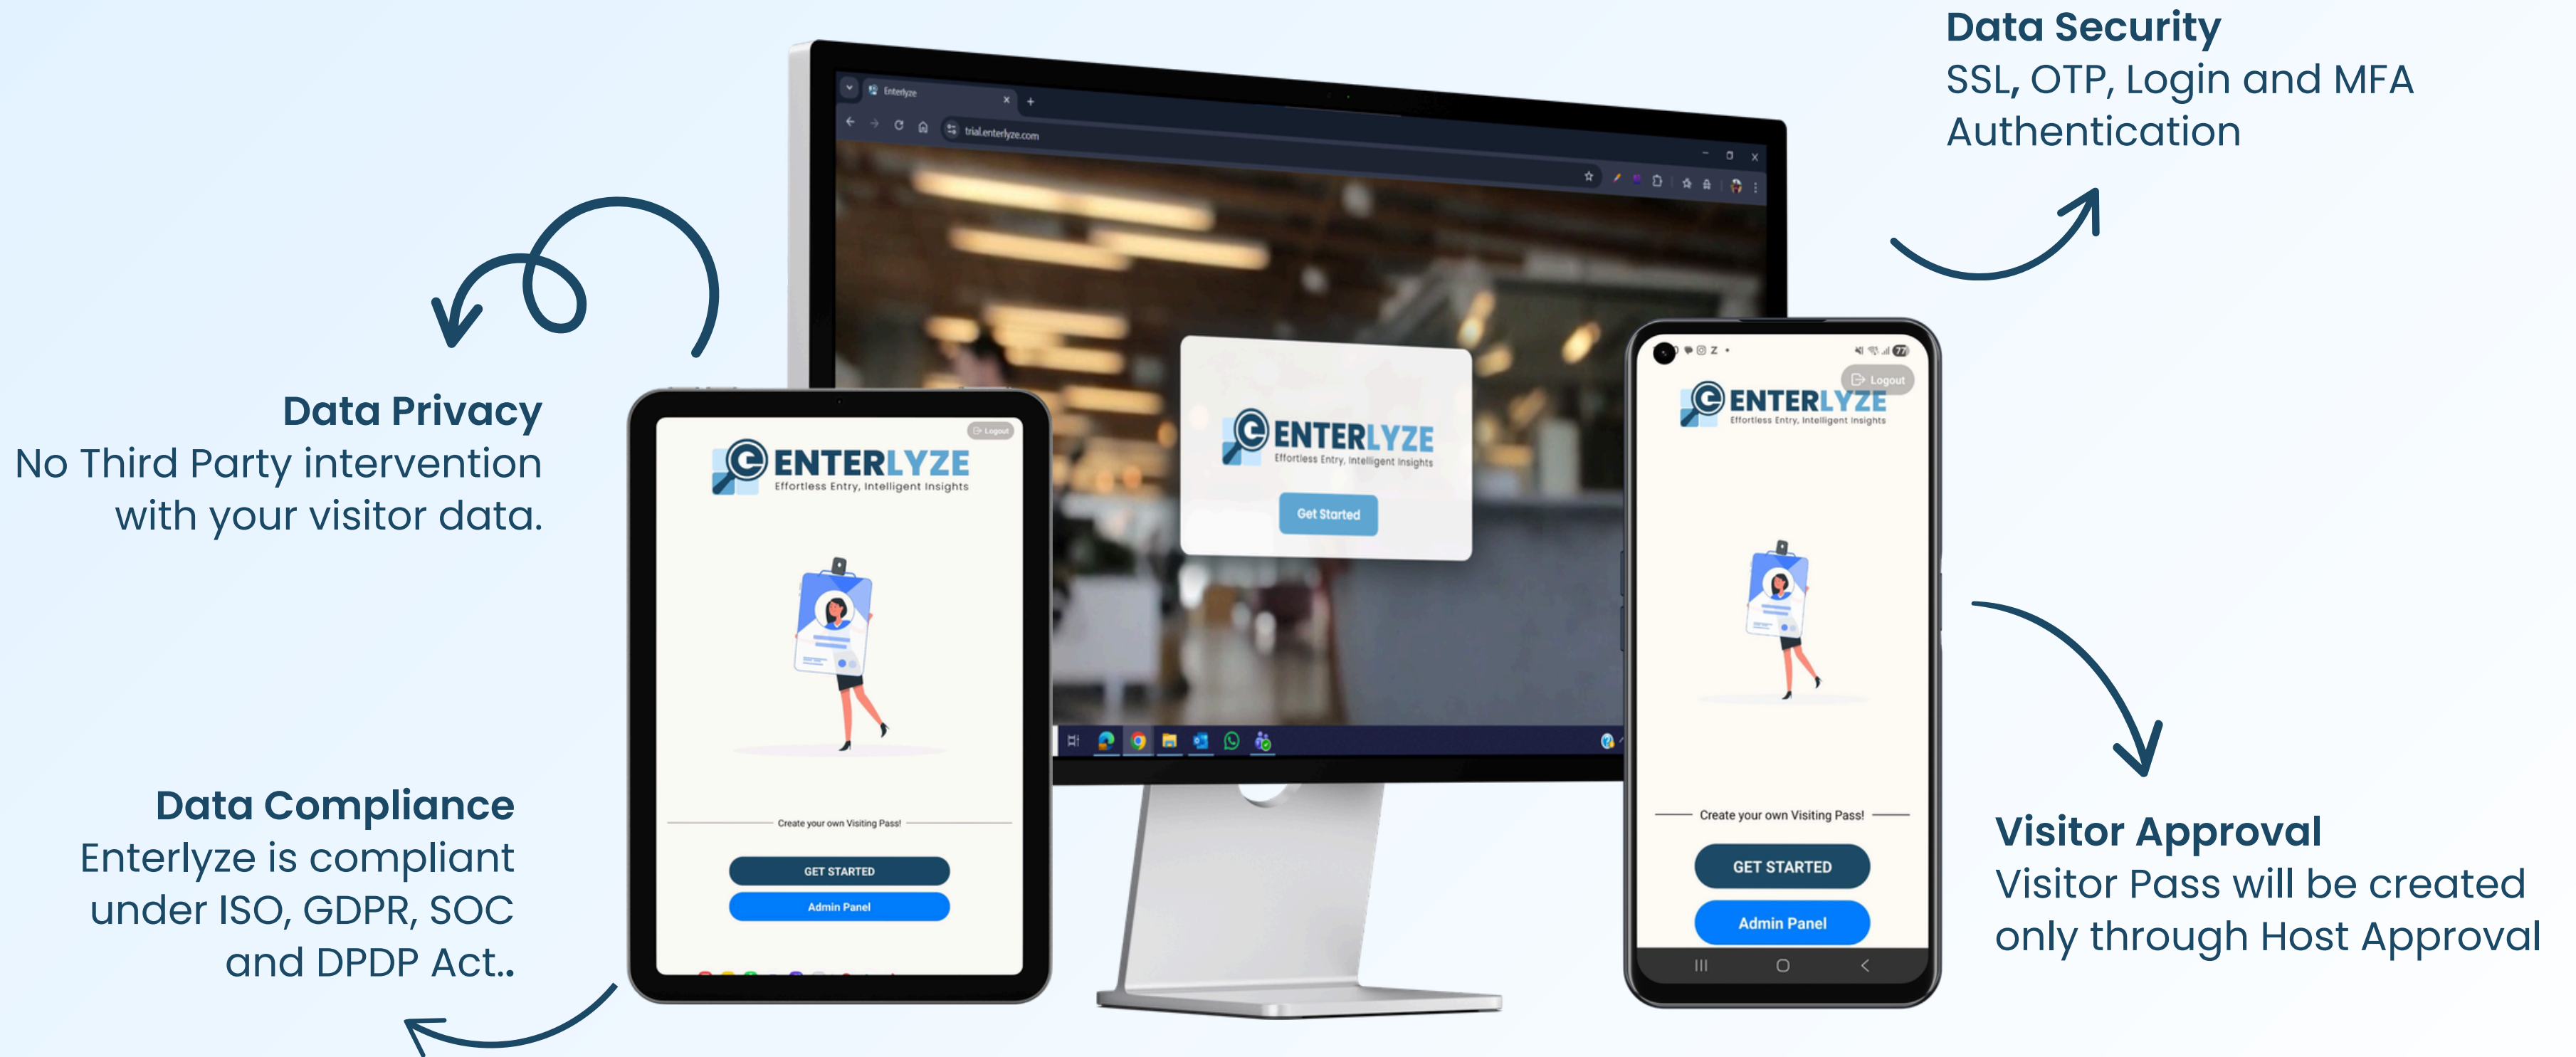 Data Security
SSL, OTP, Login and MFA
Authentication
Data Privacy
No Third Party intervention
with your visitor data.
Data Compliance
Enterlyze is compliant
under ISO, GDPR, SOC
and DPDP Act..
Visitor Approval
Visitor Pass will be created
only through Host Approval
Enterlyze
trial.enterlyze.com
ENTERLYZE
Effortless Entry, Intelligent Insights
Get Started
Logout
ENTERLYZE
Effortless Entry, Intelligent Insights
Create your own Visiting Pass!
GET STARTED
Admin Panel
77
Logout
ENTERLYZE
Effortless Entry, Intelligent Insights
Create your own Visiting Pass!
GET STARTED
Admin Panel